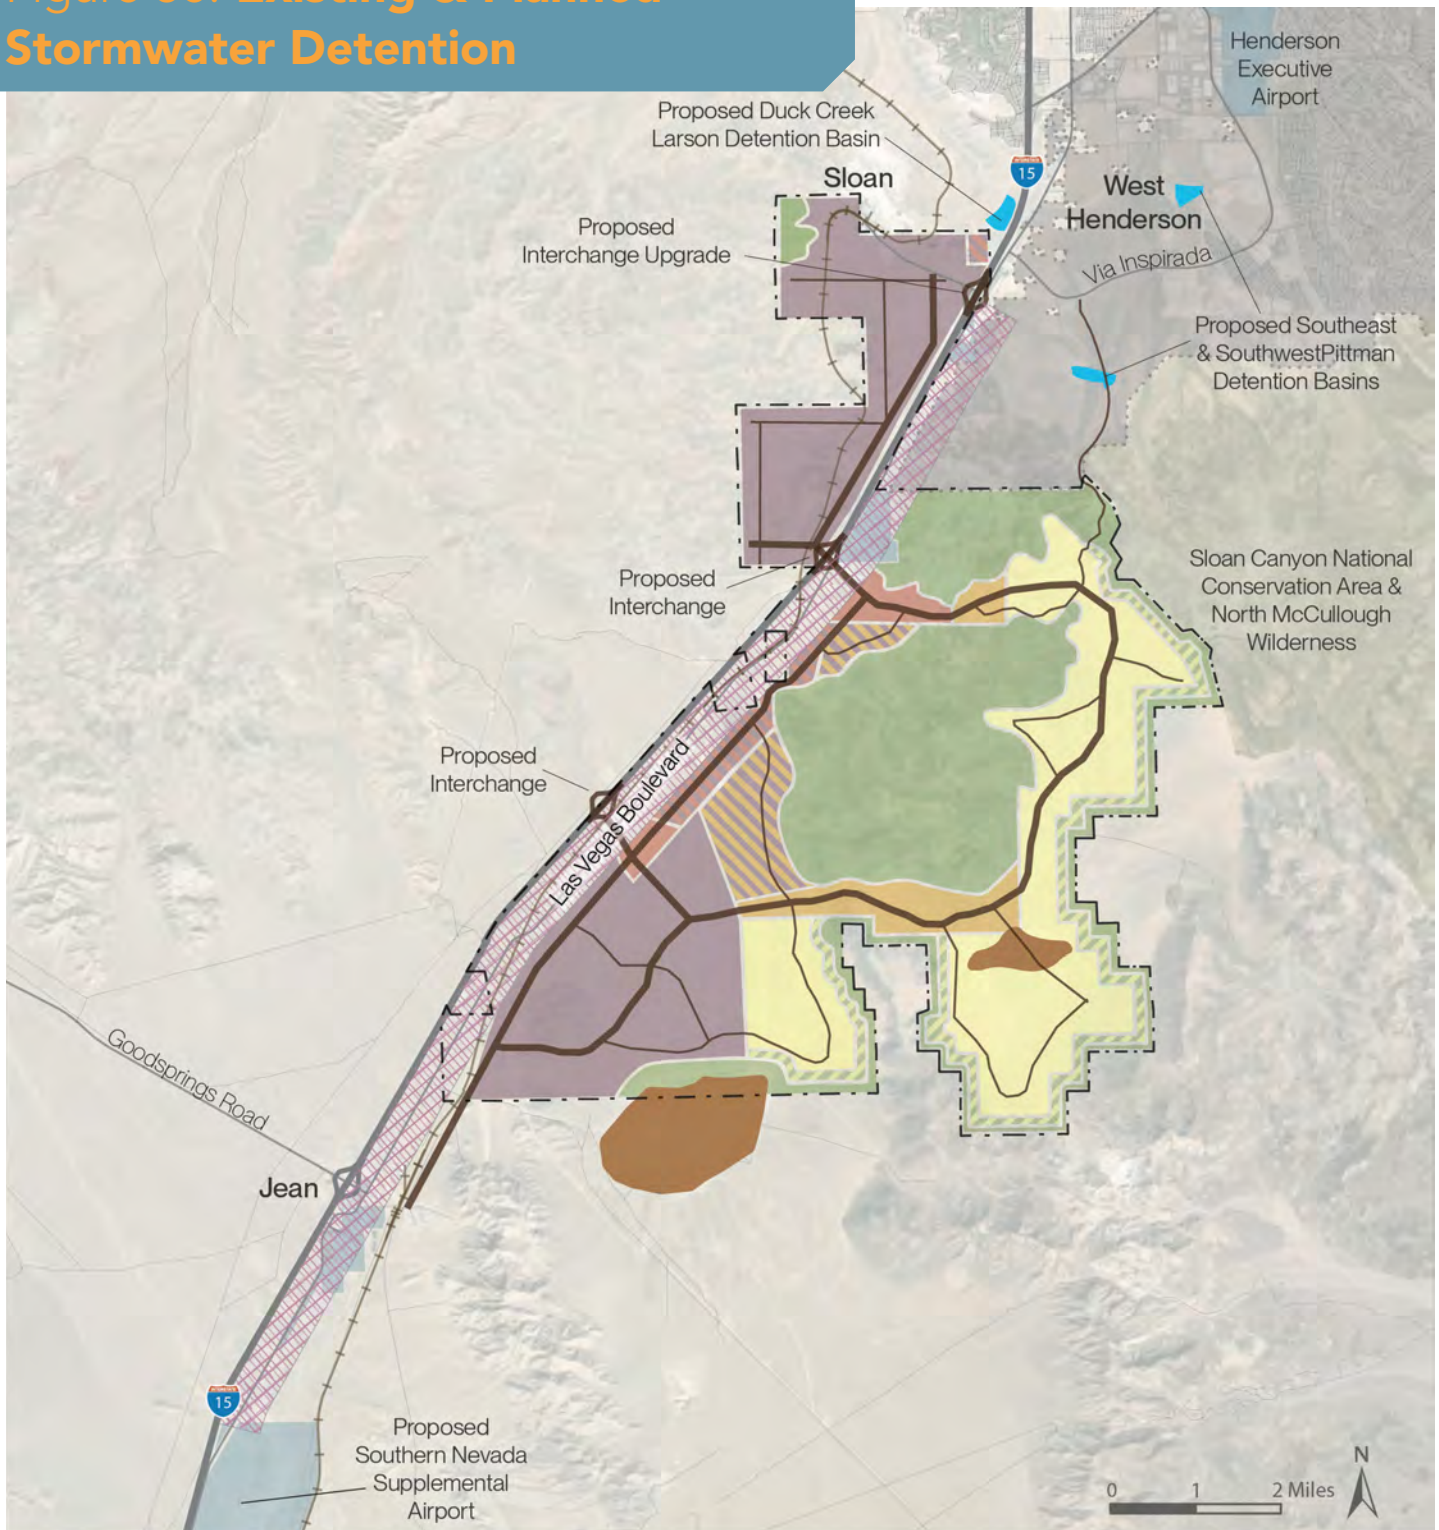 Stormwater Detention
Henderson
Executive
Airport
Proposed Duck Creek
Larson Detention Basin
15
Sloan
West
Henderson
Proposed
Interchange Upgrade
Via Inspirada
Proposed Southeast
& SouthwestPittman
Detention Basins
Proposed
Interchange
Sloan Canyon National
Conservation Area &
North McCullough
Wilderness
Proposed
Interchange
Las Vegas Boulevard
Goodsprings Road
Jean
15
Proposed
Southern Nevada
Supplemental
Airport
N
0 1 2 Miles